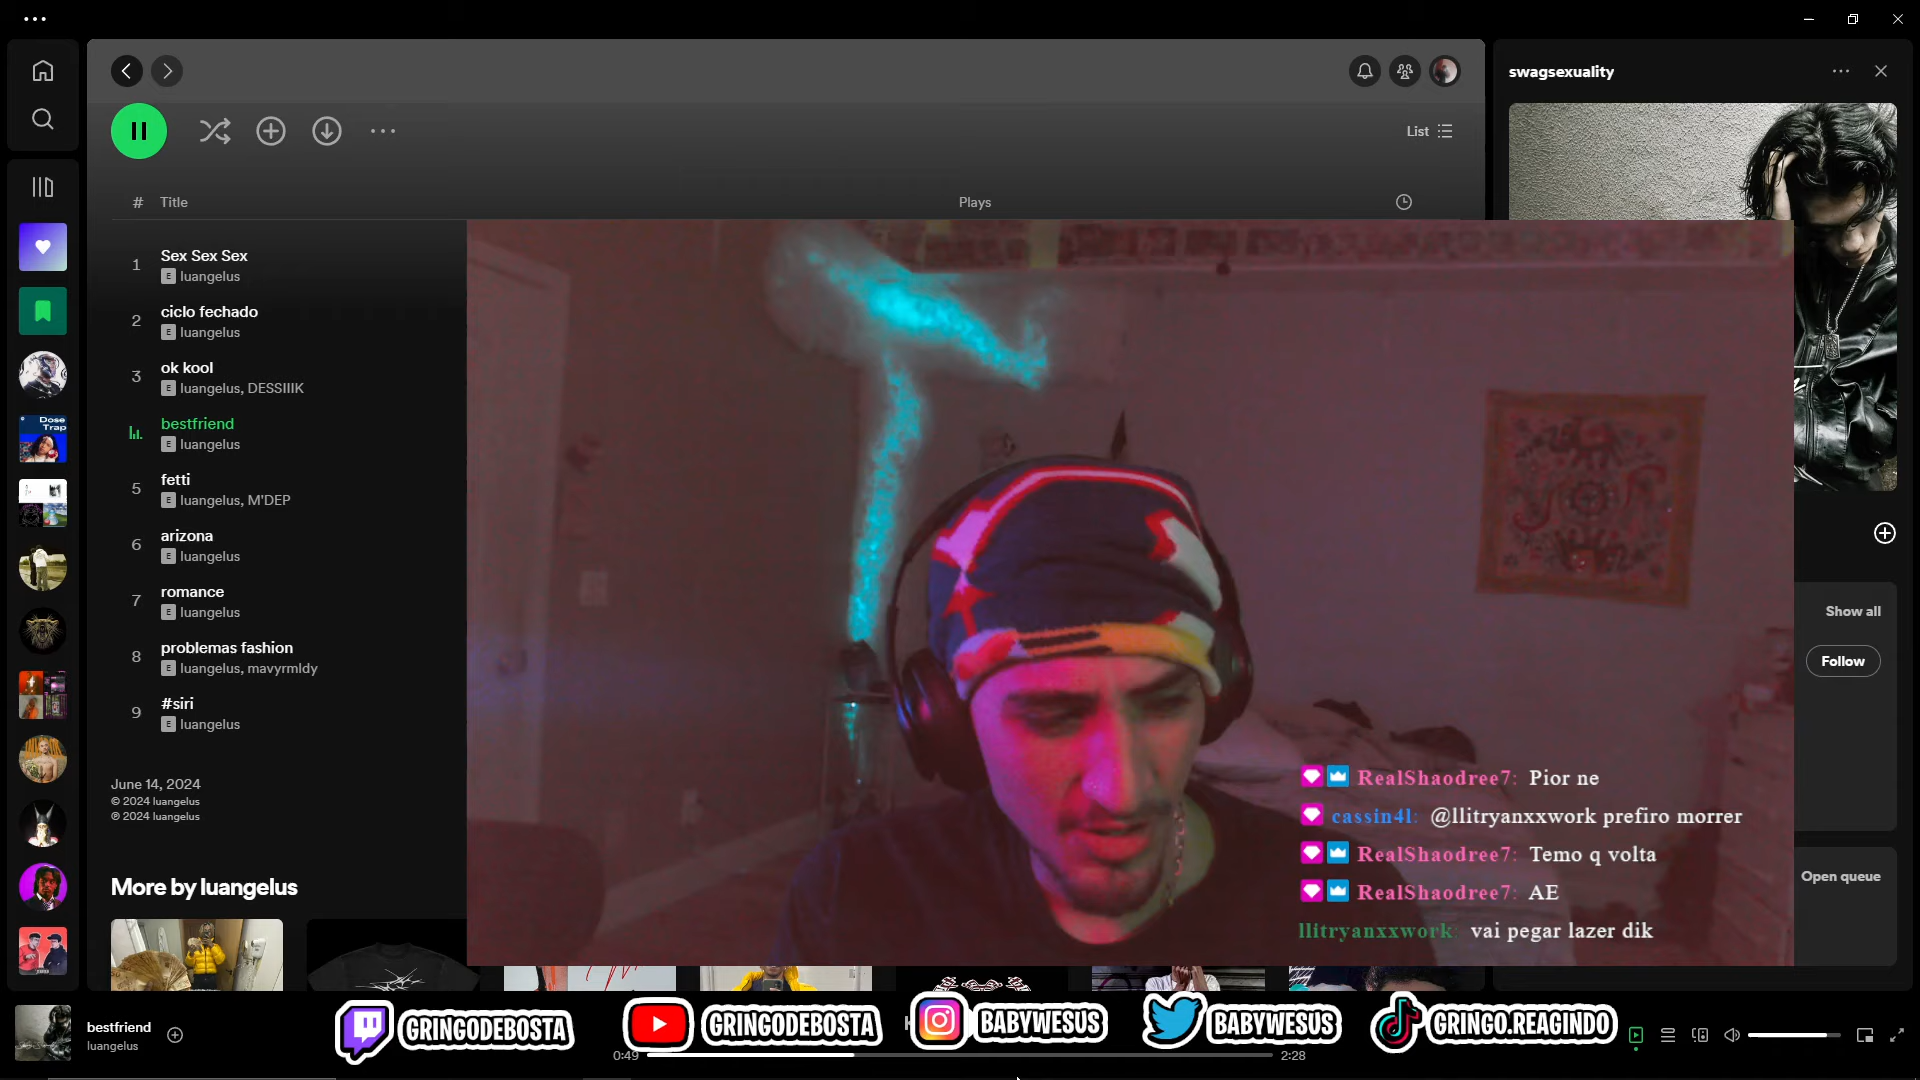 swagsexuality
List
# Title Plays
1 Sex Sex Sex
E luangelus
2 ciclo fechado
E luangelus
3 ok kool
E luangelus, DESSIIIK
bestfriend
E luangelus
5 fetti
E luangelus, M'DEP
6 arizona
E luangelus
7 romance
E luangelus
8 problemas fashion
E luangelus, mavyrmldy
9 #siri
E luangelus
June 14, 2024
© 2024 luangelus
℗ 2024 luangelus
More by luangelus
Dose
Trap
Show all
Follow
Open queue
RealShaodree7: Pior ne
cassin4l: @llitryanxxwork prefiro morrer
RealShaodree7: Temo q volta
RealShaodree7: AE
llitryanxxwork: vai pegar lazer dik
bestfriend
luangelus
GRINGODEBOSTA
GRINGODEBOSTA
BABYWESUS
BABYWESUS
GRINGO.REAGINDO
0:49
2:28